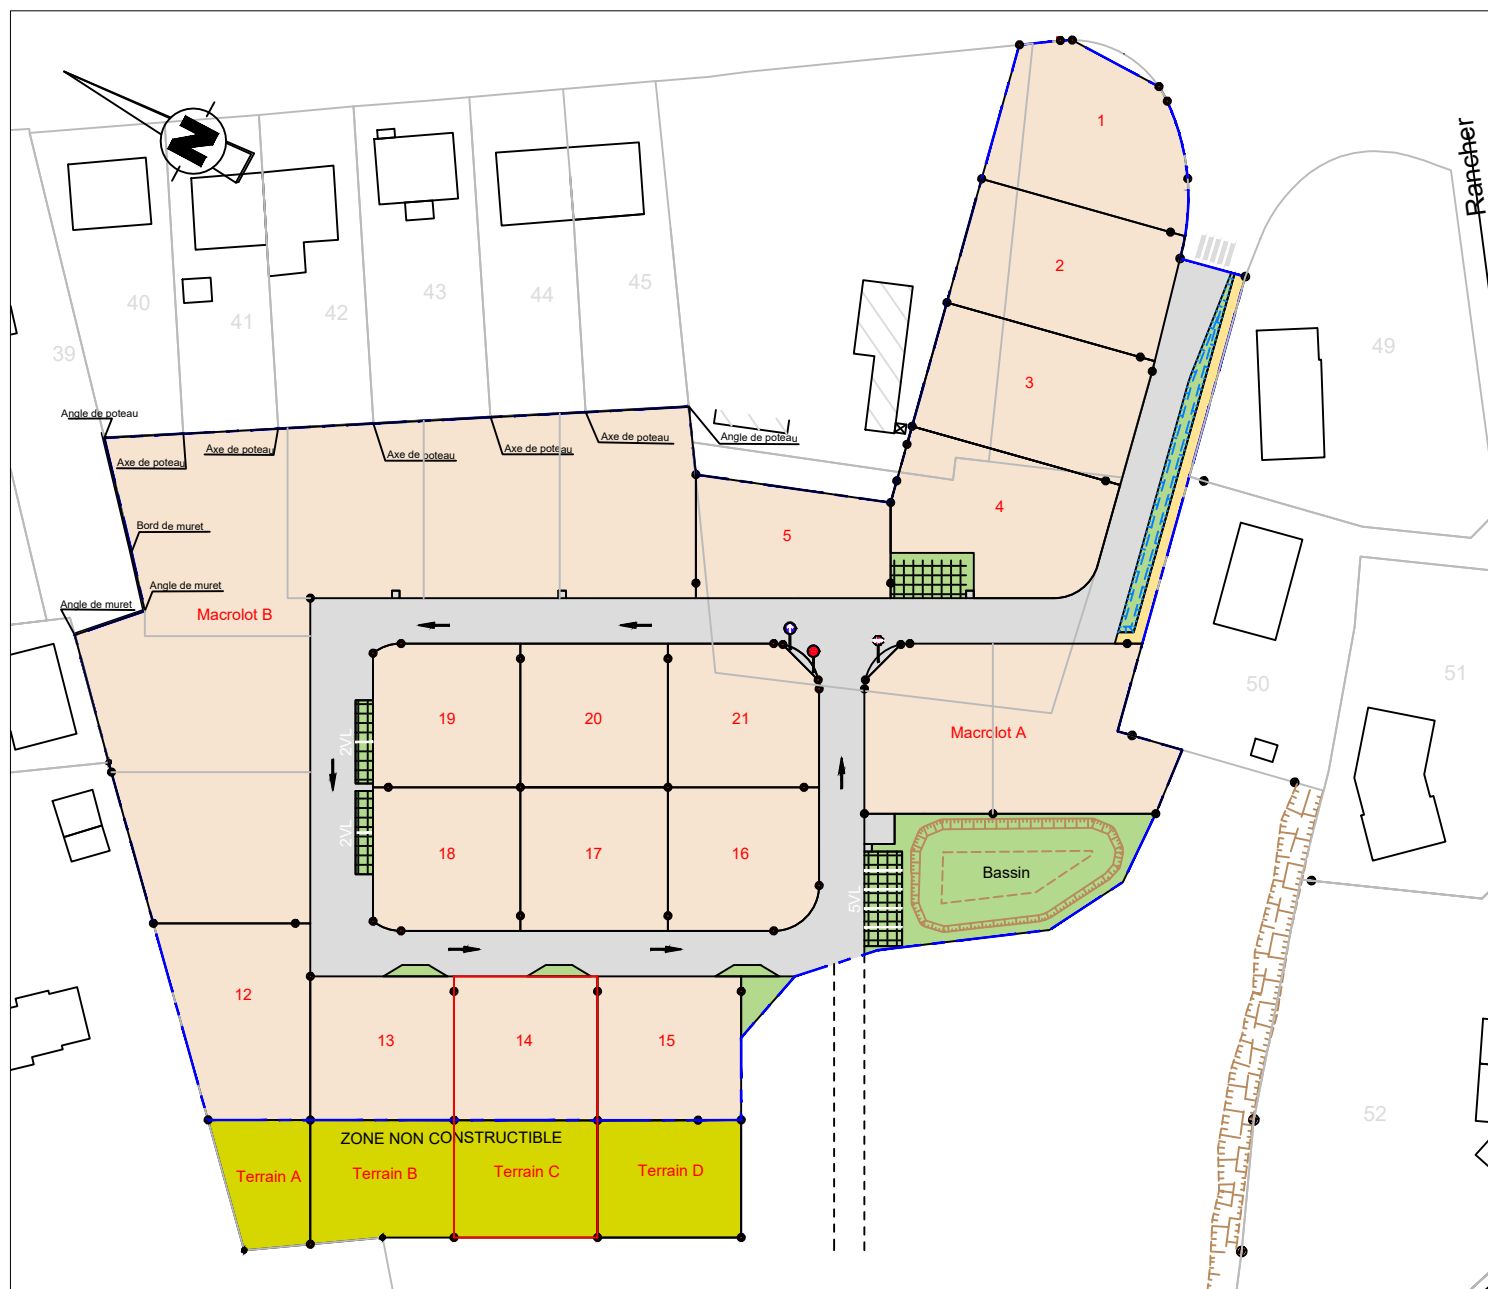 N
1
Rancher
2
40
41
42
43
44
45
39
49
3
Angle de poteau
Axe de poteau
Axe de poteau
Axe de poteau
Axe de poteau
Axe de poteau
Angle de poteau
4
5
Bord de muret
Angle de muret
Angle de muret
Macrolot B
50
51
19
20
21
Macrolot A
2VL
2VL
18
17
16
5VL
Bassin
12
13
14
15
52
ZONE NON CONSTRUCTIBLE
Terrain A
Terrain B
Terrain C
Terrain D